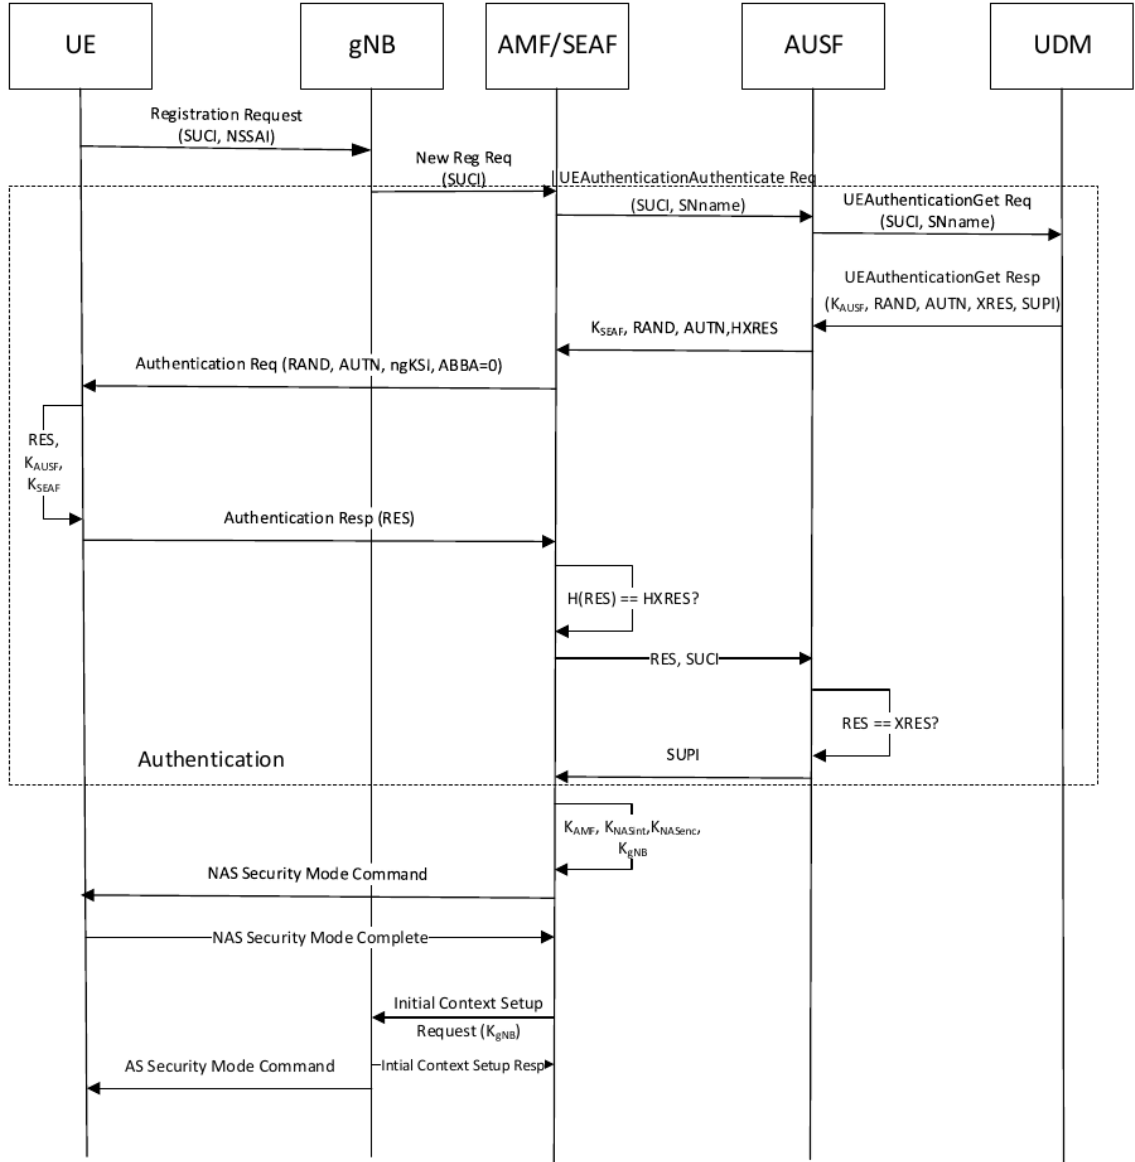 UE
gNB
AMF/SEAF
AUSF
UDM
Registration Request
(SUCI, NSSAI)
New Reg Req
(SUCI)
UEAuthenticationAuthenticate Req
(SUCI, SNname)
UEAuthenticationGet Req
(SUCI, SNname)
UEAuthenticationGet Resp
(KAUSF, RAND, AUTN, XRES, SUPI)
KSEAF, RAND, AUTN,HXRES
Authentication Req (RAND, AUTN, ngKSI, ABBA=0)
RES,
KAUSF,
KSEAF
Authentication Resp (RES)
H(RES) == HXRES?
RES, SUCI
RES == XRES?
Authentication
SUPI
KAMF, KNASint,KNASenc,
KgNB
NAS Security Mode Command
NAS Security Mode Complete
Initial Context Setup
Request (KgNB)
AS Security Mode Command
Intial Context Setup Resp